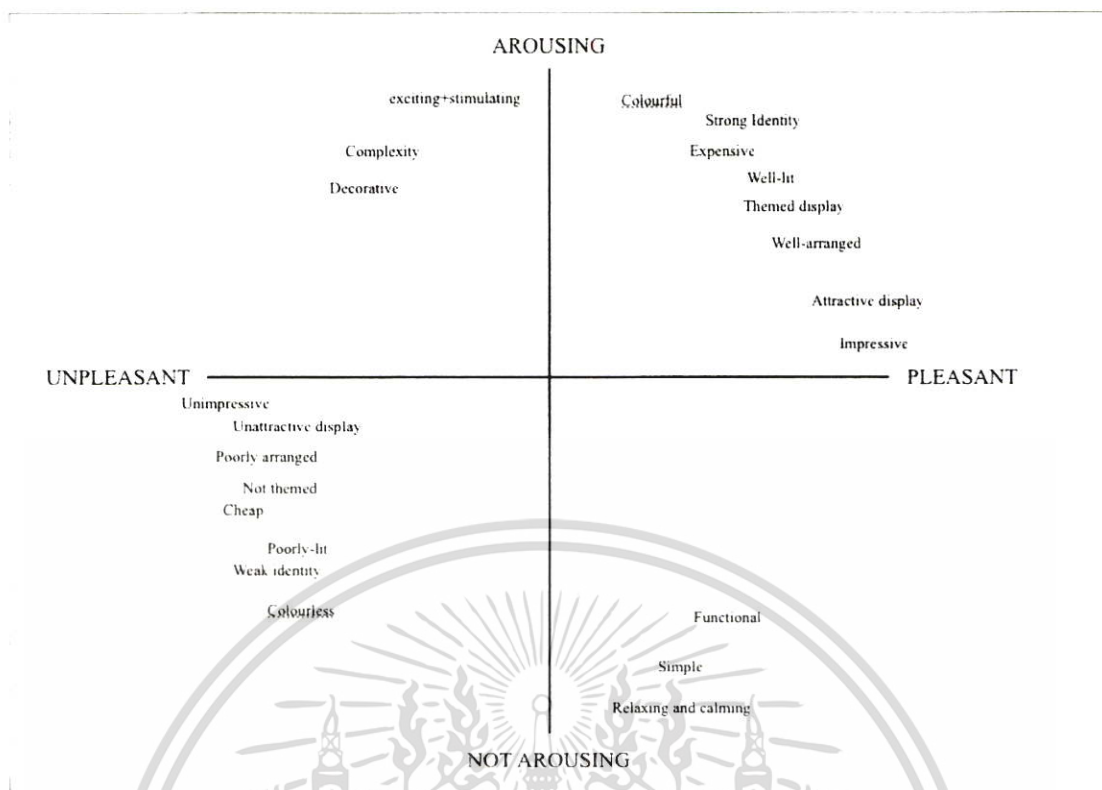 AROUSING
exciting+stimulating
Colourful
Strong Identity
Complexity
Expensive
Well-lit
Decorative
Themed display
Well-arranged
Attractive display
Impressive
UNPLEASANT
PLEASANT
Unimpressive
Unattractive display
Poorly arranged
Not themed
Cheap
Poorly-lit
Weak identity
Colourless
Functional
Simple
Relaxing and calming
NOT AROUSING